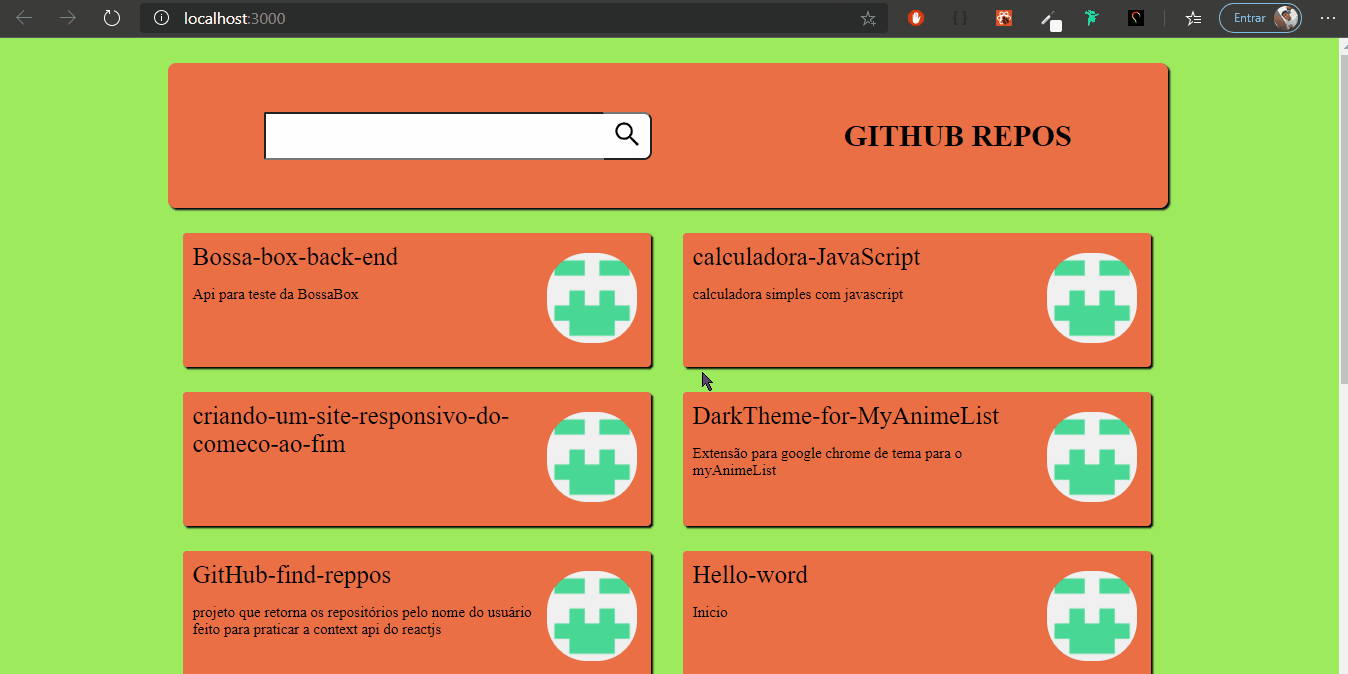 localhost:3000
Entrar
GITHUB REPOS
Bossa-box-back-end
Api para teste da BossaBox
calculadora-JavaScript
calculadora simples com javascript
criando-um-site-responsivo-do-
comeco-ao-fim
DarkTheme-for-MyAnimeList
Extensão para google chrome de tema para o
myAnimeList
GitHub-find-reppos
projeto que retorna os repositórios pelo nome do usuário
feito para praticar a context api do reactjs
Hello-word
Inicio